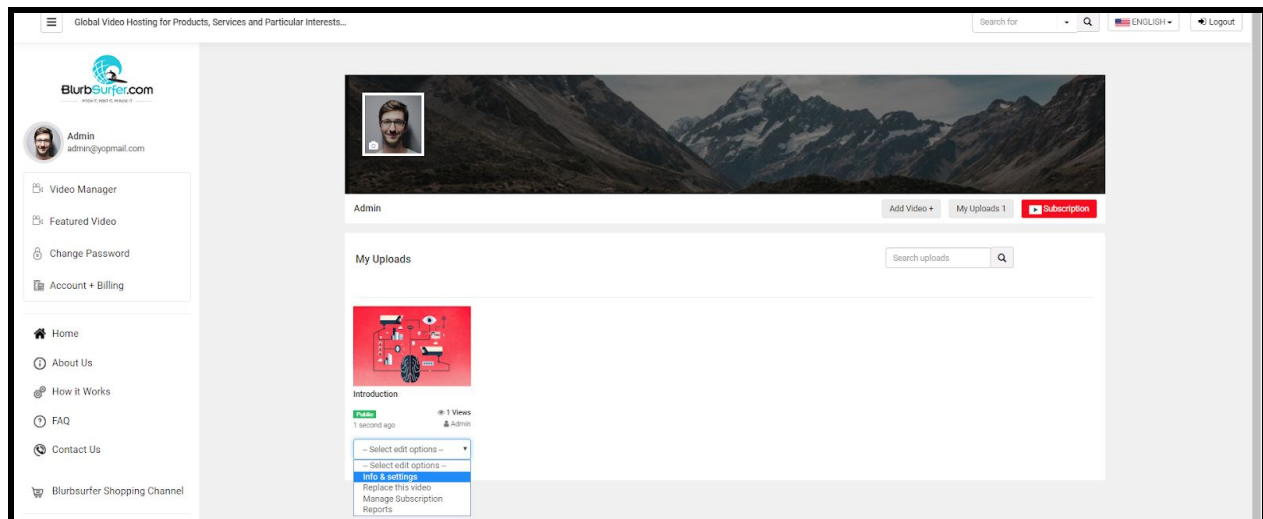 Global Video Hosting for Products, Services and Particular Interests...
Search for
ENGLISH
Logout
BlurbSurfer.com
Admin
admin@yopmail.com
Video Manager
Featured Video
Change Password
Account + Billing
Home
About Us
How it Works
FAQ
Contact Us
Blurbsurfer Shopping Channel
Admin
Add Video +
My Uploads 1
Subscription
My Uploads
Search uploads
Introduction
Public
1 Views
1 second ago
Admin
-- Select edit options --
-- Select edit options --
Info & settings
Replace this video
Manage Subscription
Reports